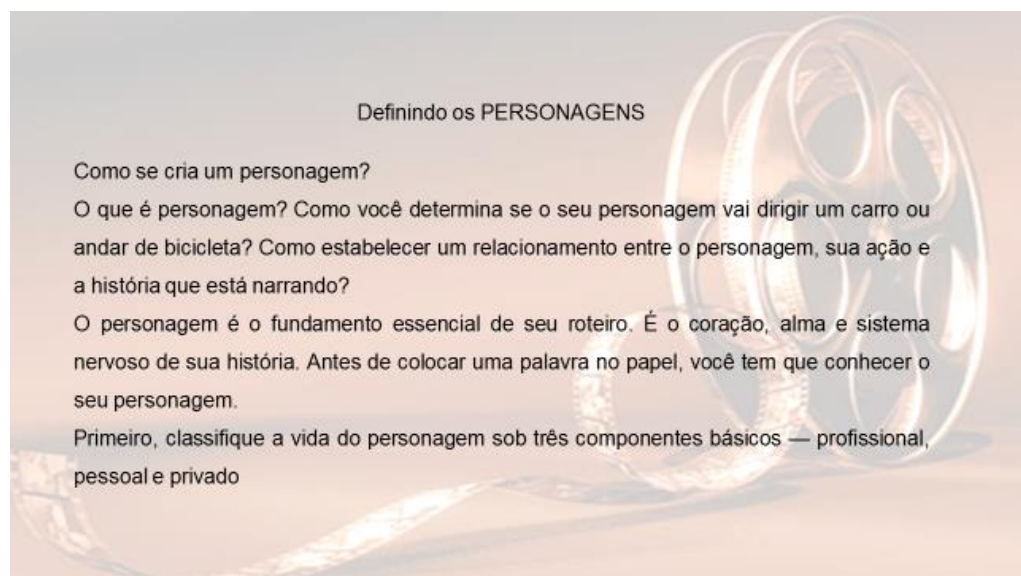 Definindo os PERSONAGENS
Como se cria um personagem?
O que é personagem? Como você determina se o seu personagem vai dirigir um carro ou
andar de bicicleta? Como estabelecer um relacionamento entre o personagem, sua ação e
a história que está narrando?
O personagem é o fundamento essencial de seu roteiro. É o coração, alma e sistema
nervoso de sua história. Antes de colocar uma palavra no papel, você tem que conhecer o
seu personagem.
Primeiro, classifique a vida do personagem sob três componentes básicos — profissional,
pessoal e privado